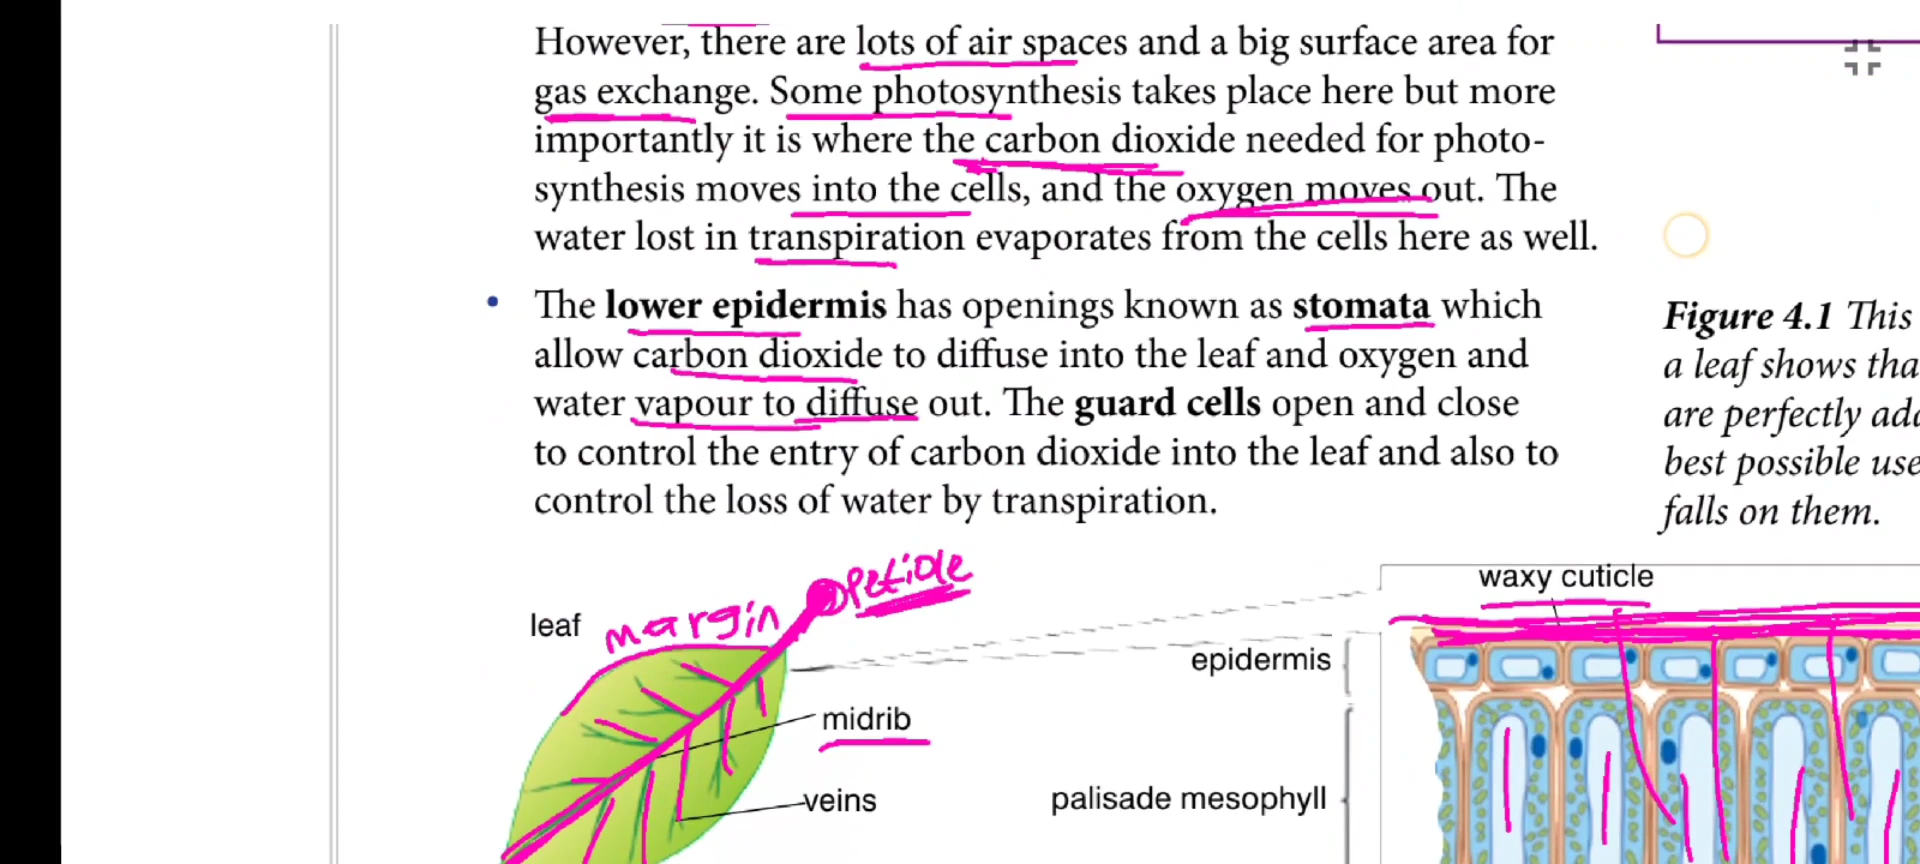 However, there are lots of air spaces and a big surface area for
gas exchange. Some photosynthesis takes place here but more
importantly it is where the carbon dioxide needed for photo-
synthesis moves into the cells, and the oxygen moves out. The
water lost in transpiration evaporates from the cells here as well.
• The lower epidermis has openings known as stomata which
allow carbon dioxide to diffuse into the leaf and oxygen and
water vapour to diffuse out. The guard cells open and close
to control the entry of carbon dioxide into the leaf and also to
control the loss of water by transpiration.
Figure 4.1 This
a leaf shows tha
are perfectly ada
best possible use
falls on them.
petiole
leaf
margin
midrib
veins
waxy cuticle
epidermis
palisade mesophyll